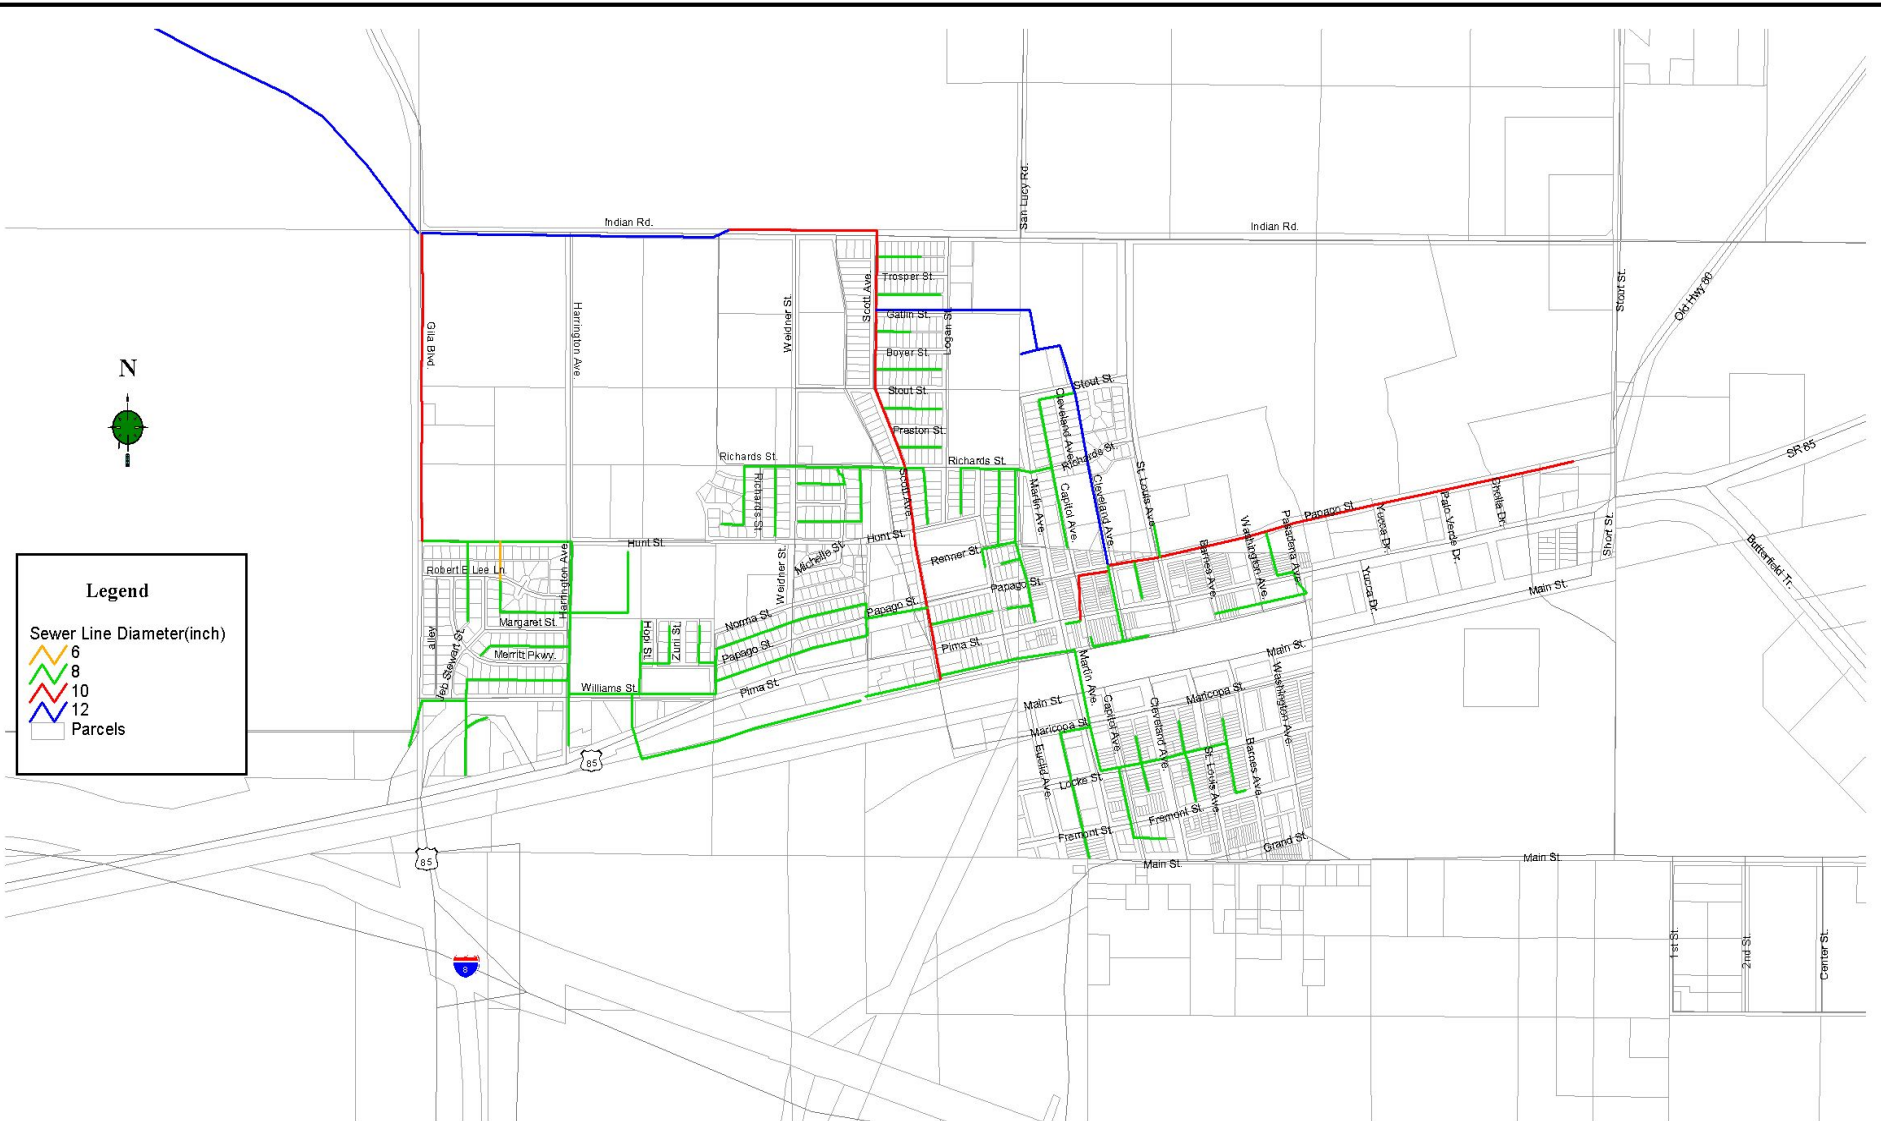 San Lucy Rd.
Indian Rd.
Indian Rd.
Trosper St.
Scott Ave.
Stout St.
Old Hwy 80
Gila Blvd.
Harrington Ave.
Weidner St.
Gatlin St.
Logan St.
Boyer St.
N
Stout St.
Stout St.
Cleveland Ave.
Preston St.
Richards St.
Richards St.
Richards St.
SR 85
Richards St.
Scott Ave.
Martin Ave.
Capitol Ave.
Cleveland Ave.
St. Louis Ave.
Papago St.
Yucca Dr.
Palo Verde Dr.
Cholla Dr.
Short St.
Hunt St.
Hunt St.
Michelle St.
Renner St.
Barnes Ave.
Washington Ave.
Pasadena Ave.
Butterfield Tr.
Robert E Lee Ln.
Harrington Ave
Weidner St.
Papago St.
Yucca Dr.
Main St.
Legend
Sewer Line Diameter(inch)
6
8
10
12
Parcels
Margaret St.
Norma St.
Papago St.
alley
Jeb Stewart St.
Merritt Pkwy.
Hopi St.
Zuni St.
Papago St.
Pima St.
Main St.
Williams St.
Pima St.
Martin Ave.
Main St.
Capitol Ave.
Cleveland Ave.
Maricopa St.
Washington Ave.
Maricopa St.
Euclid Ave.
St. Louis Ave.
Barnes Ave.
85
Locke St.
Fremont St.
Fremont St.
Grand St.
85
Main St.
Main St.
8
1st St.
2nd St.
Center St.